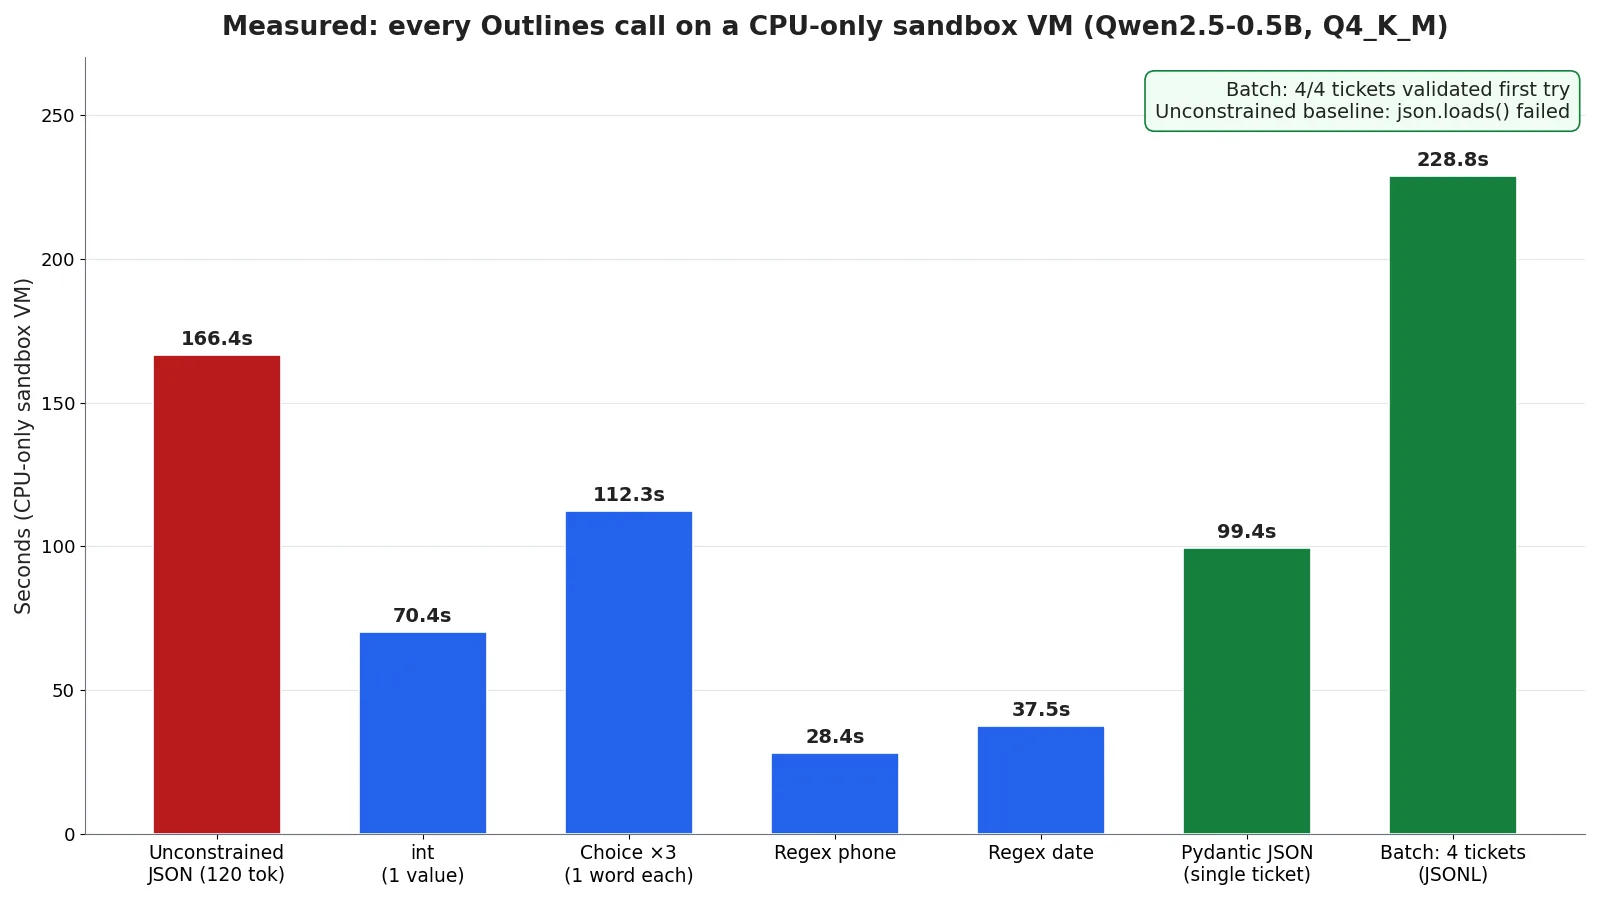 Measured: every Outlines call on a CPU-only sandbox VM (Qwen2.5-0.5B, Q4_K_M)
Batch: 4/4 tickets validated first try
Unconstrained baseline: json.loads() failed
Seconds (CPU-only sandbox VM)
250
200
150
100
50
0
166.4s
70.4s
112.3s
28.4s
37.5s
99.4s
228.8s
Unconstrained
JSON (120 tok)
int
(1 value)
Choice ×3
(1 word each)
Regex phone
Regex date
Pydantic JSON
(single ticket)
Batch: 4 tickets
(JSONL)